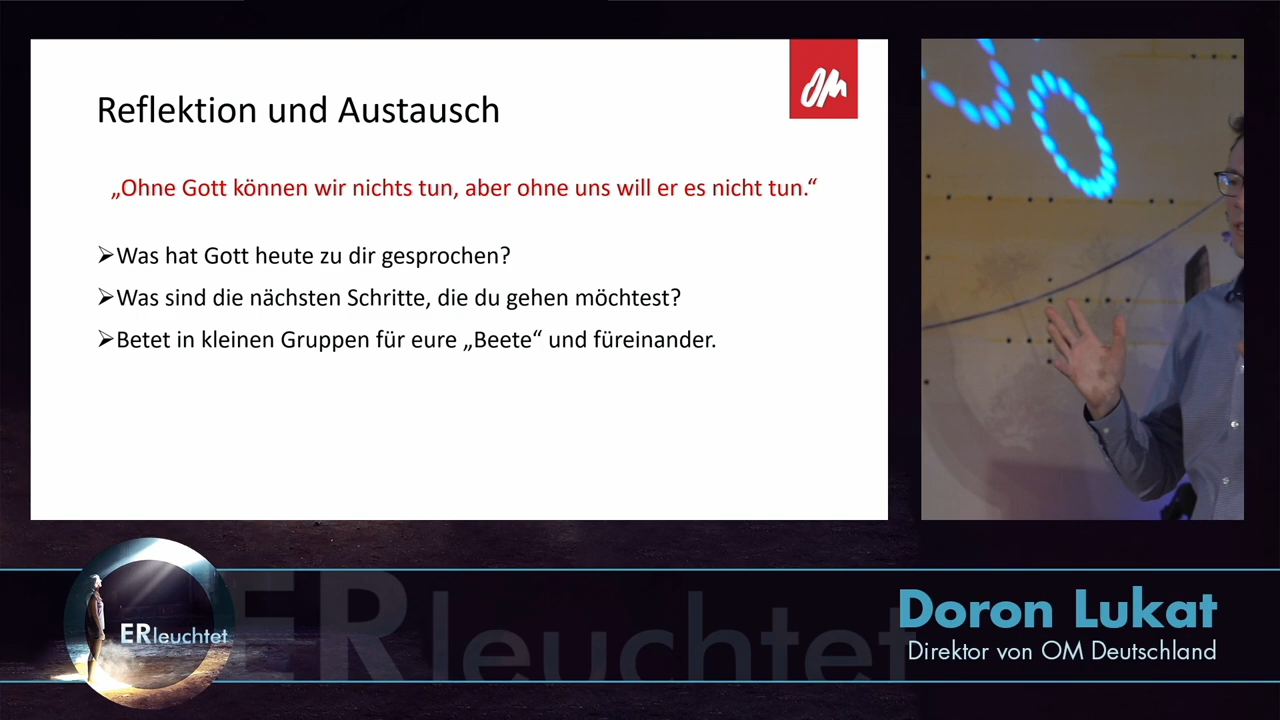 OM
Reflektion und Austausch
„Ohne Gott können wir nichts tun, aber ohne uns will er es nicht tun.“
➢Was hat Gott heute zu dir gesprochen?
➢Was sind die nächsten Schritte, die du gehen möchtest?
➢Betet in kleinen Gruppen für eure „Beete“ und füreinander.
ERleuchtet
ERleuchtet
Doron Lukat
Direktor von OM Deutschland